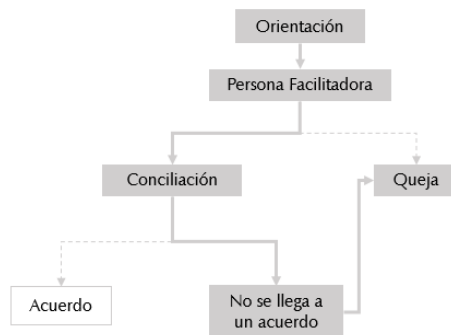 Orientación
Persona Facilitadora
Conciliación
Queja
Acuerdo
No se llega a
un acuerdo